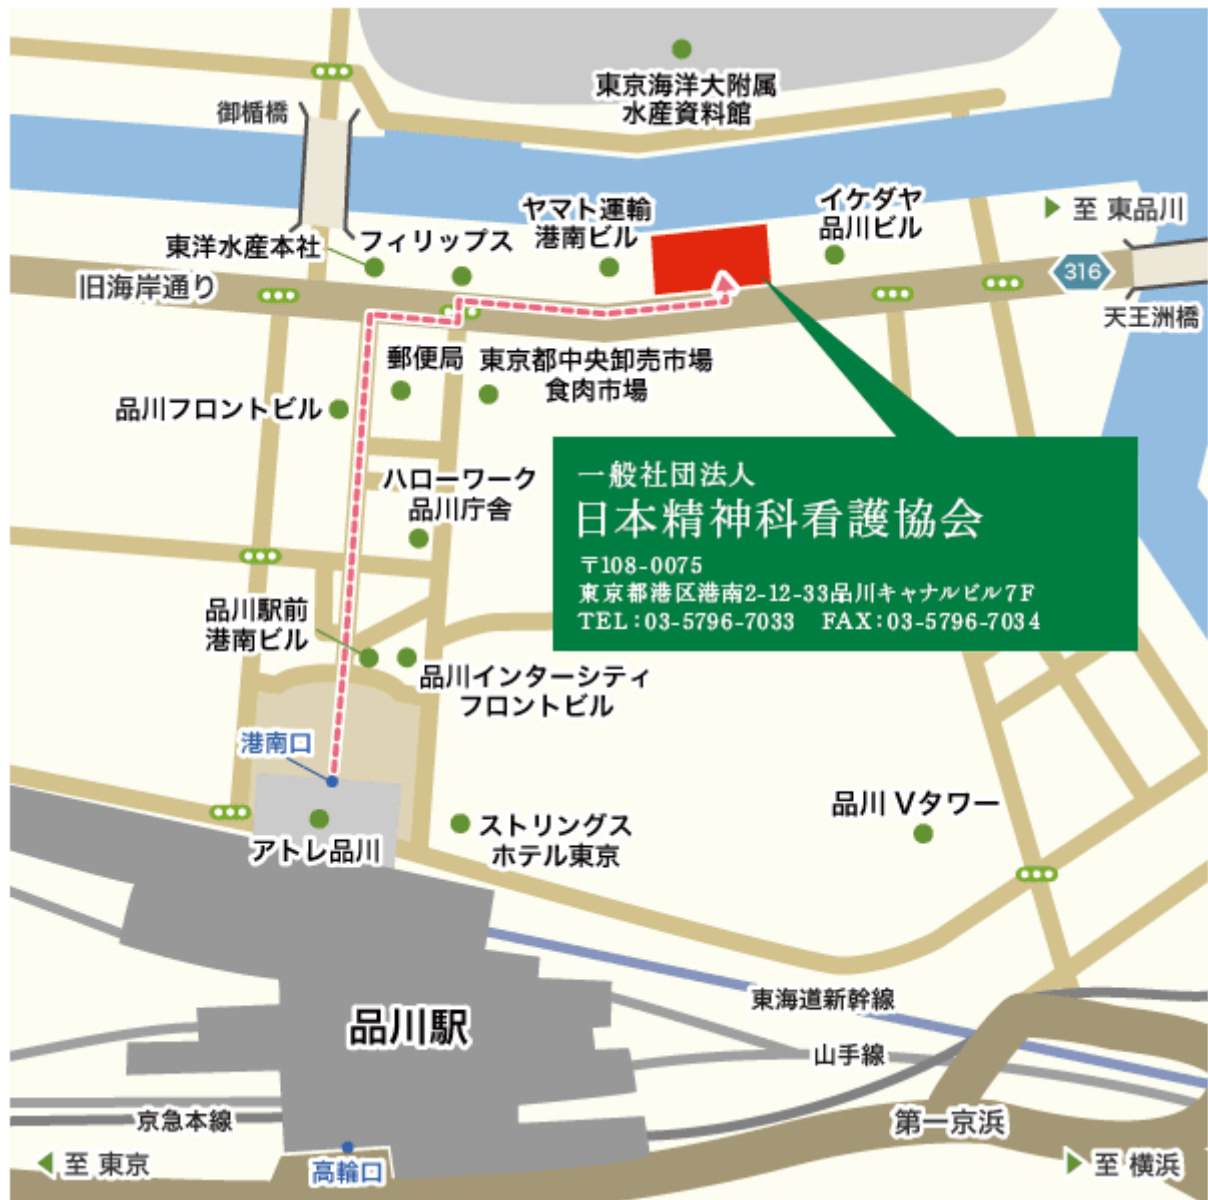 東京海洋大附属
水産資料館
御楯橋
ヤマト運輸
港南ビル
イケダヤ
品川ビル
至 東品川
東洋水産本社
フィリップス
旧海岸通り
316
天王洲橋
郵便局
東京都中央卸売市場
食肉市場
品川フロントビル
ハローワーク
品川庁舎
一般社団法人
日本精神科看護協会
〒108-0075
東京都港区港南2-12-33品川キャナルビル7F
TEL：03-5796-7033　FAX：03-5796-7034
品川駅前
港南ビル
品川インターシティ
フロントビル
港南口
アトレ品川
ストリングス
ホテル東京
品川 Vタワー
東海道新幹線
品川駅
山手線
京急本線
第一京浜
至 東京
高輪口
至 横浜